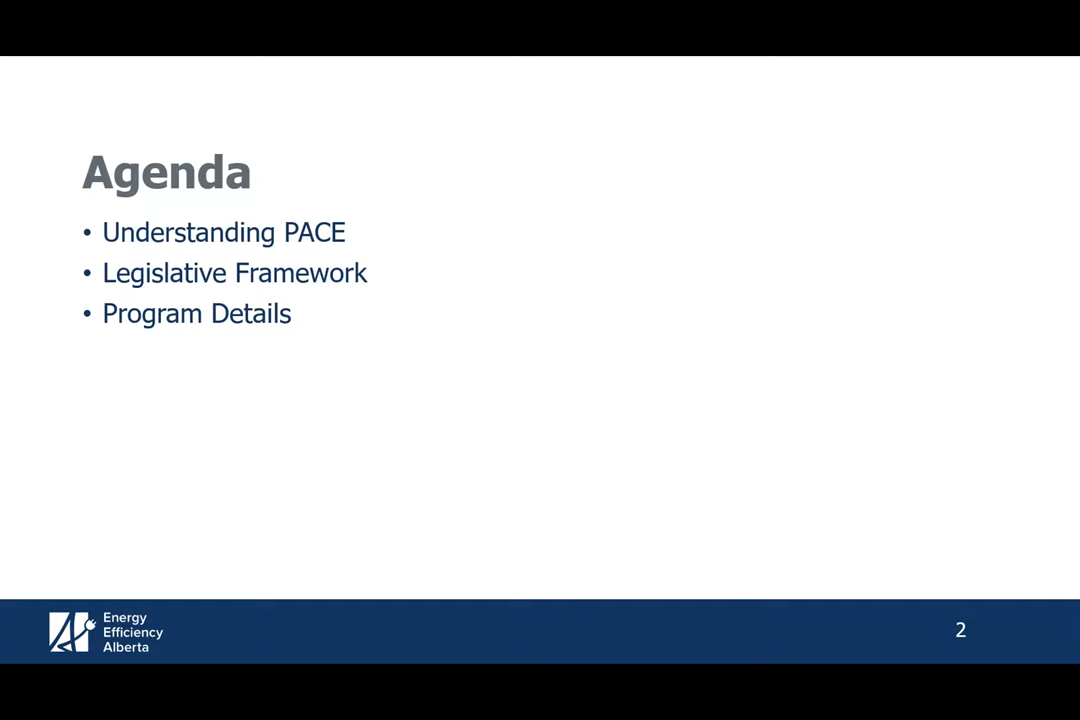 Agenda
• Understanding PACE
• Legislative Framework
• Program Details
Energy
Efficiency
Alberta
2